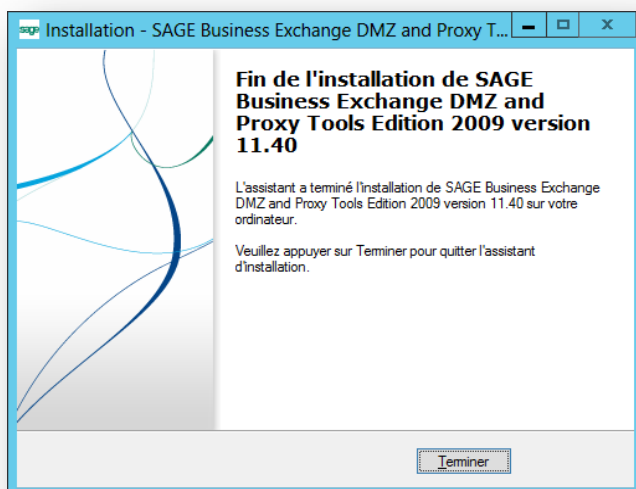 sage Installation - SAGE Business Exchange DMZ and Proxy T...
Fin de l'installation de SAGE
Business Exchange DMZ and
Proxy Tools Edition 2009 version
11.40
L'assistant a terminé l'installation de SAGE Business Exchange
DMZ and Proxy Tools Edition 2009 version 11.40 sur votre
ordinateur.
Veuillez appuyer sur Terminer pour quitter l'assistant
d'installation.
Terminer